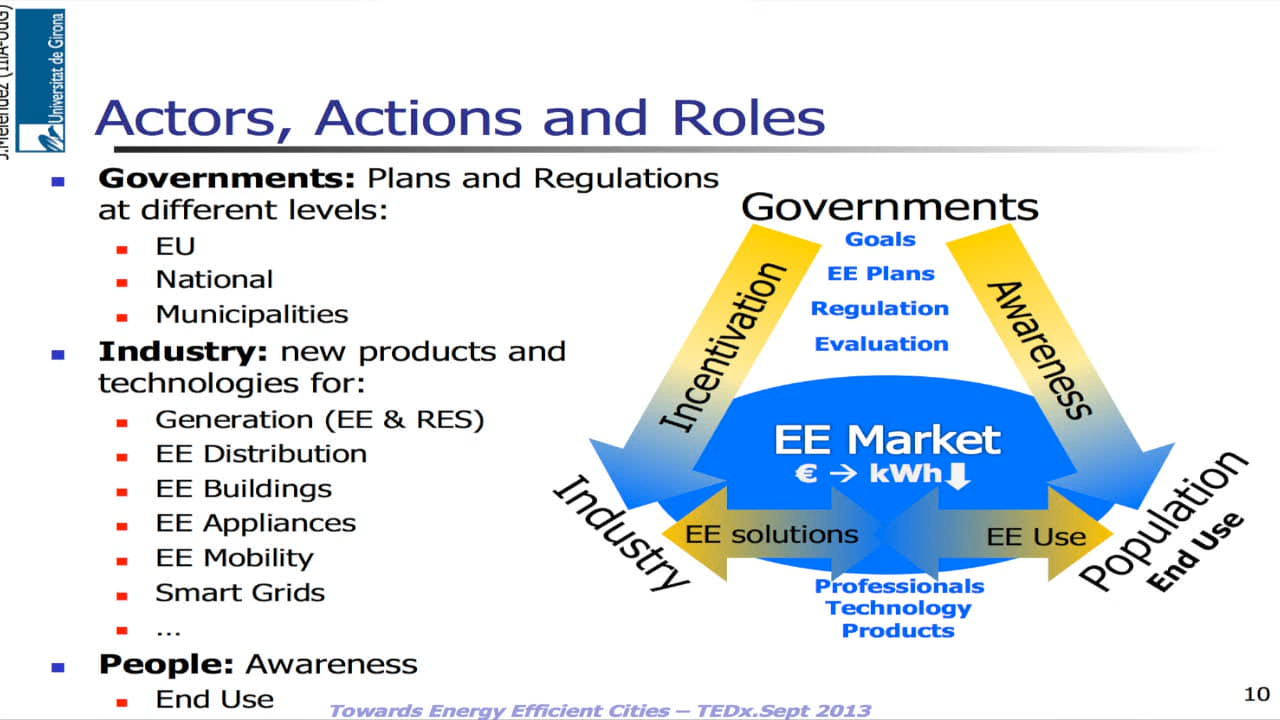 J.Meléndez (IIiA-UdG)
Universitat de Girona
Actors, Actions and Roles
Governments: Plans and Regulations
at different levels:
EU
National
Municipalities
Industry: new products and
technologies for:
Generation (EE & RES)
EE Distribution
EE Buildings
EE Appliances
EE Mobility
Smart Grids
...
People: Awareness
End Use
Governments
Goals
EE Plans
Regulation
Evaluation
Incentivation
Awareness
EE Market
€ → kWh⬇
Industry
EE solutions
EE Use
Population
End Use
Professionals
Technology
Products
Towards Energy Efficient Cities – TEDx.Sept 2013
10